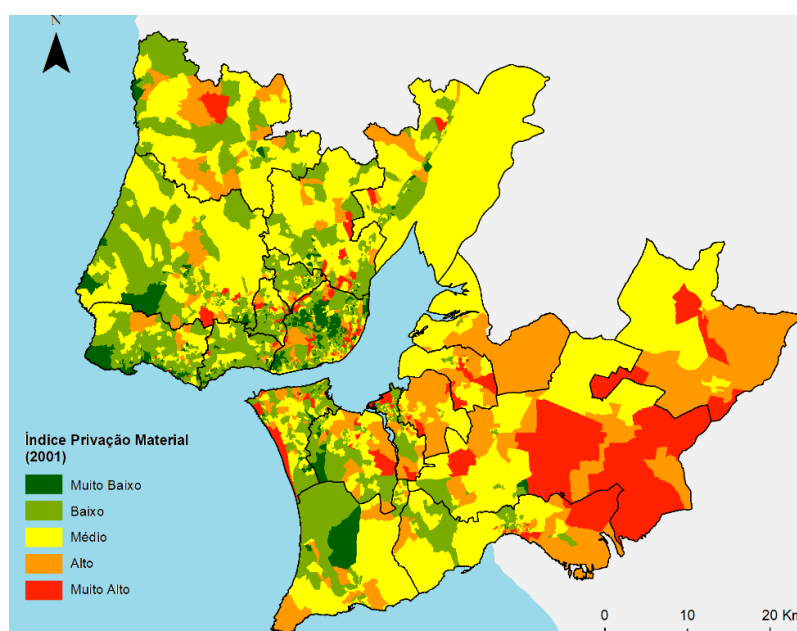 N
Índice Privação Material
(2001)
Muito Baixo
Baixo
Médio
Alto
Muito Alto
0 10 20 Km